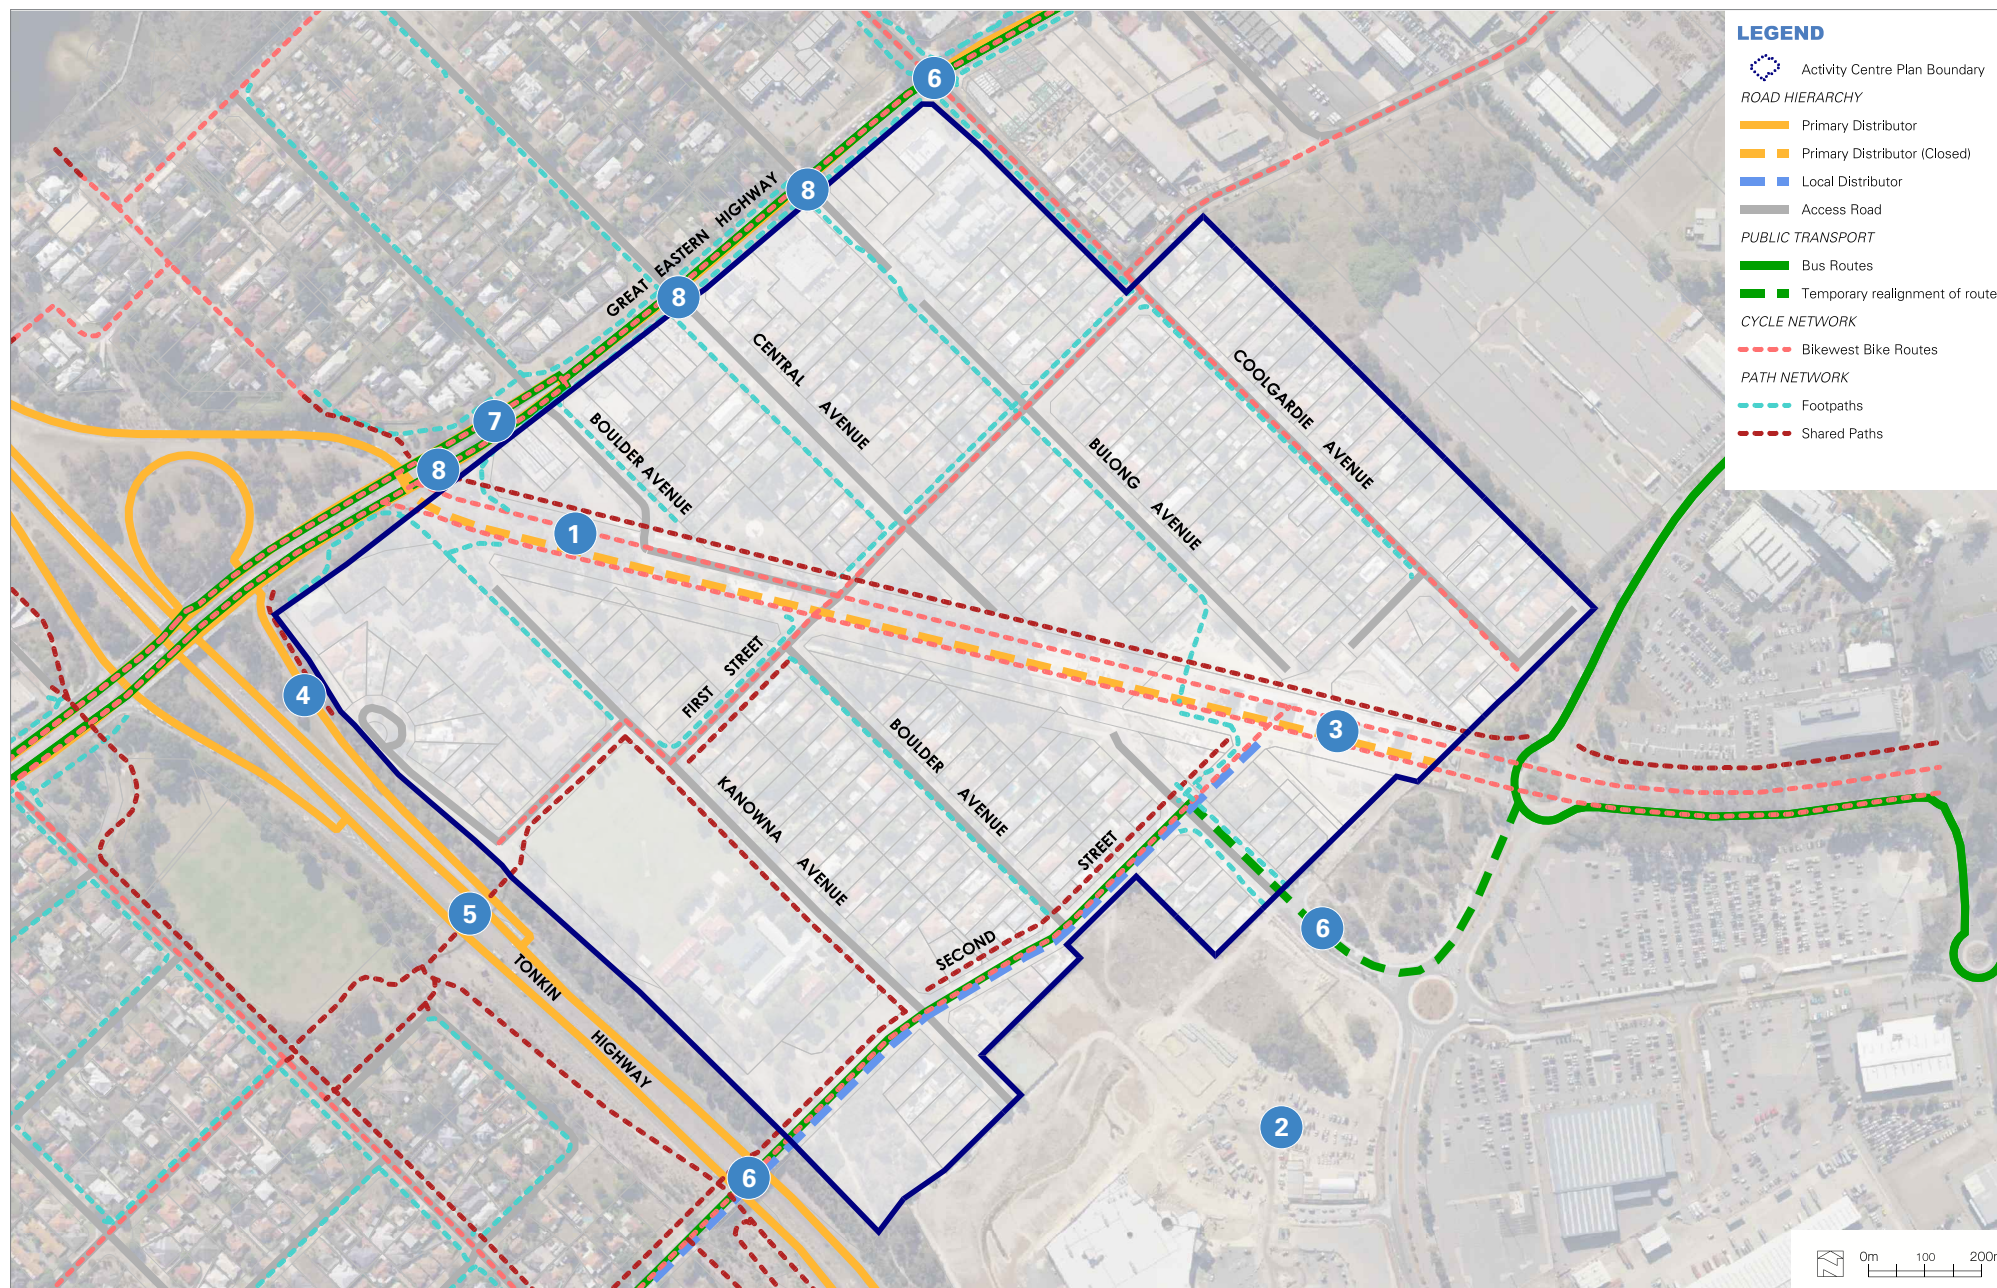 LEGEND
Activity Centre Plan Boundary
ROAD HIERARCHY
Primary Distributor
Primary Distributor (Closed)
Local Distributor
Access Road
PUBLIC TRANSPORT
Bus Routes
Temporary realignment of route
CYCLE NETWORK
Bikewest Bike Routes
PATH NETWORK
Footpaths
Shared Paths
6
8
GREAT EASTERN HIGHWAY
8
CENTRAL AVENUE
COOLGARDIE AVENUE
7
BOULDER AVENUE
BULONG AVENUE
8
1
FIRST STREET
4
3
BOULDER AVENUE
KANOWNA AVENUE
STREET
SECOND
5
6
TONKIN HIGHWAY
2
6
N
0m 100 200m